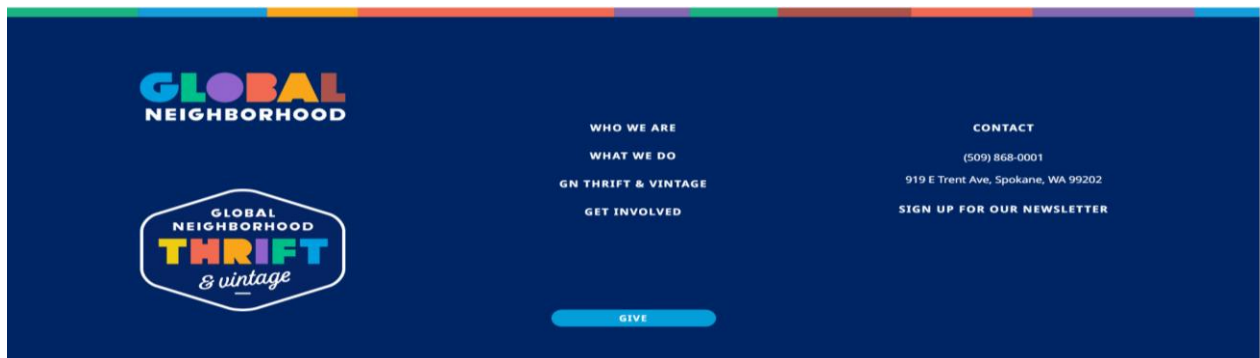 GLOBAL
NEIGHBORHOOD
GLOBAL
NEIGHBORHOOD
THRIFT
& vintage
WHO WE ARE
WHAT WE DO
GN THRIFT & VINTAGE
GET INVOLVED
GIVE
CONTACT
(509) 868-0001
919 E Trent Ave, Spokane, WA 99202
SIGN UP FOR OUR NEWSLETTER